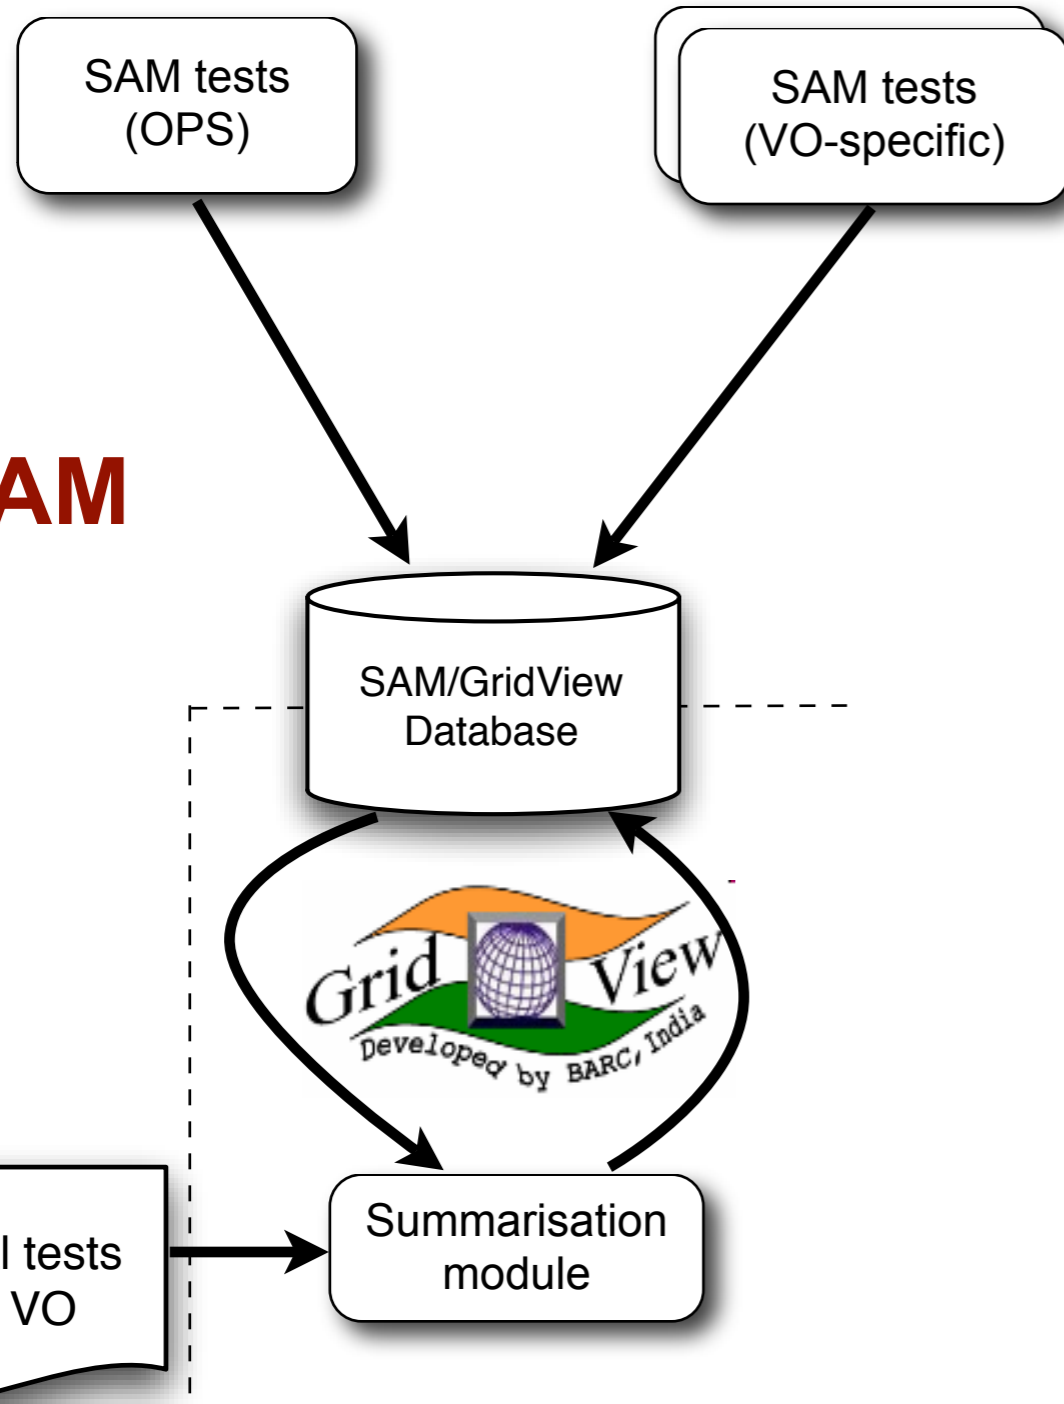 SAM tests
(OPS)
SAM tests
(VO-specific)
AM
SAM/GridView
Database
Grid View
Developed by BARC, India
Summarisation
module
l tests
VO